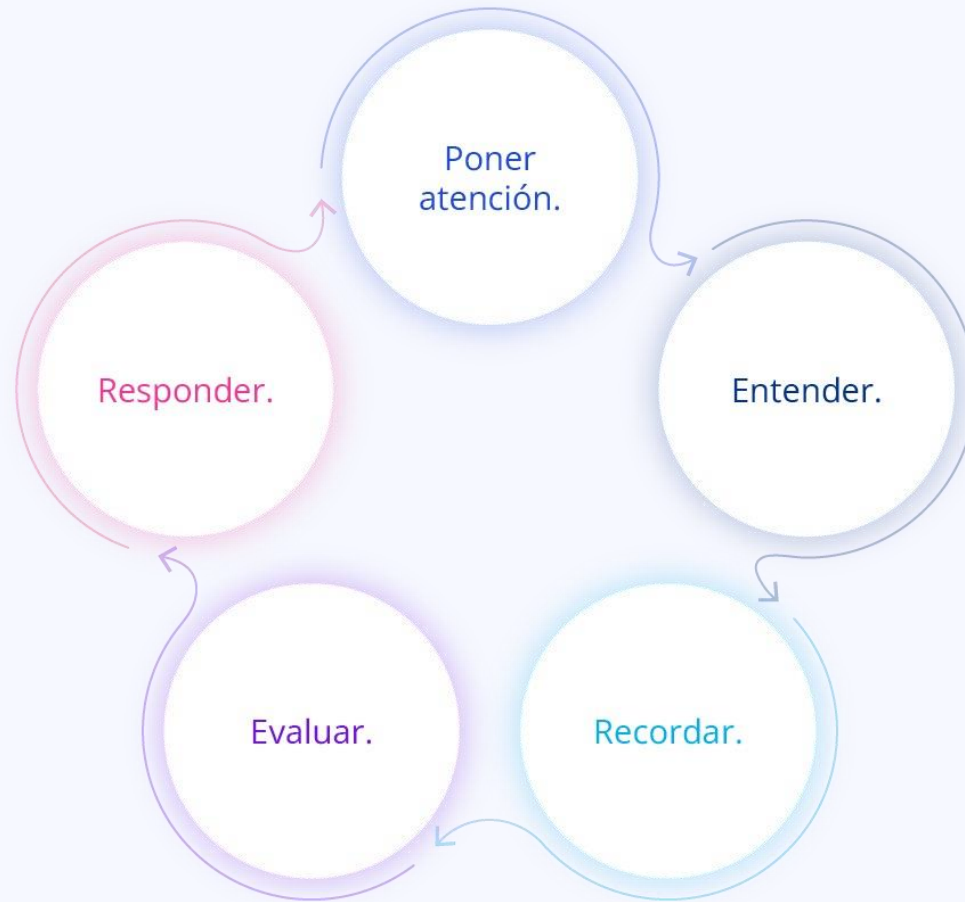 Poner
atención.
Entender.
Recordar.
Evaluar.
Responder.